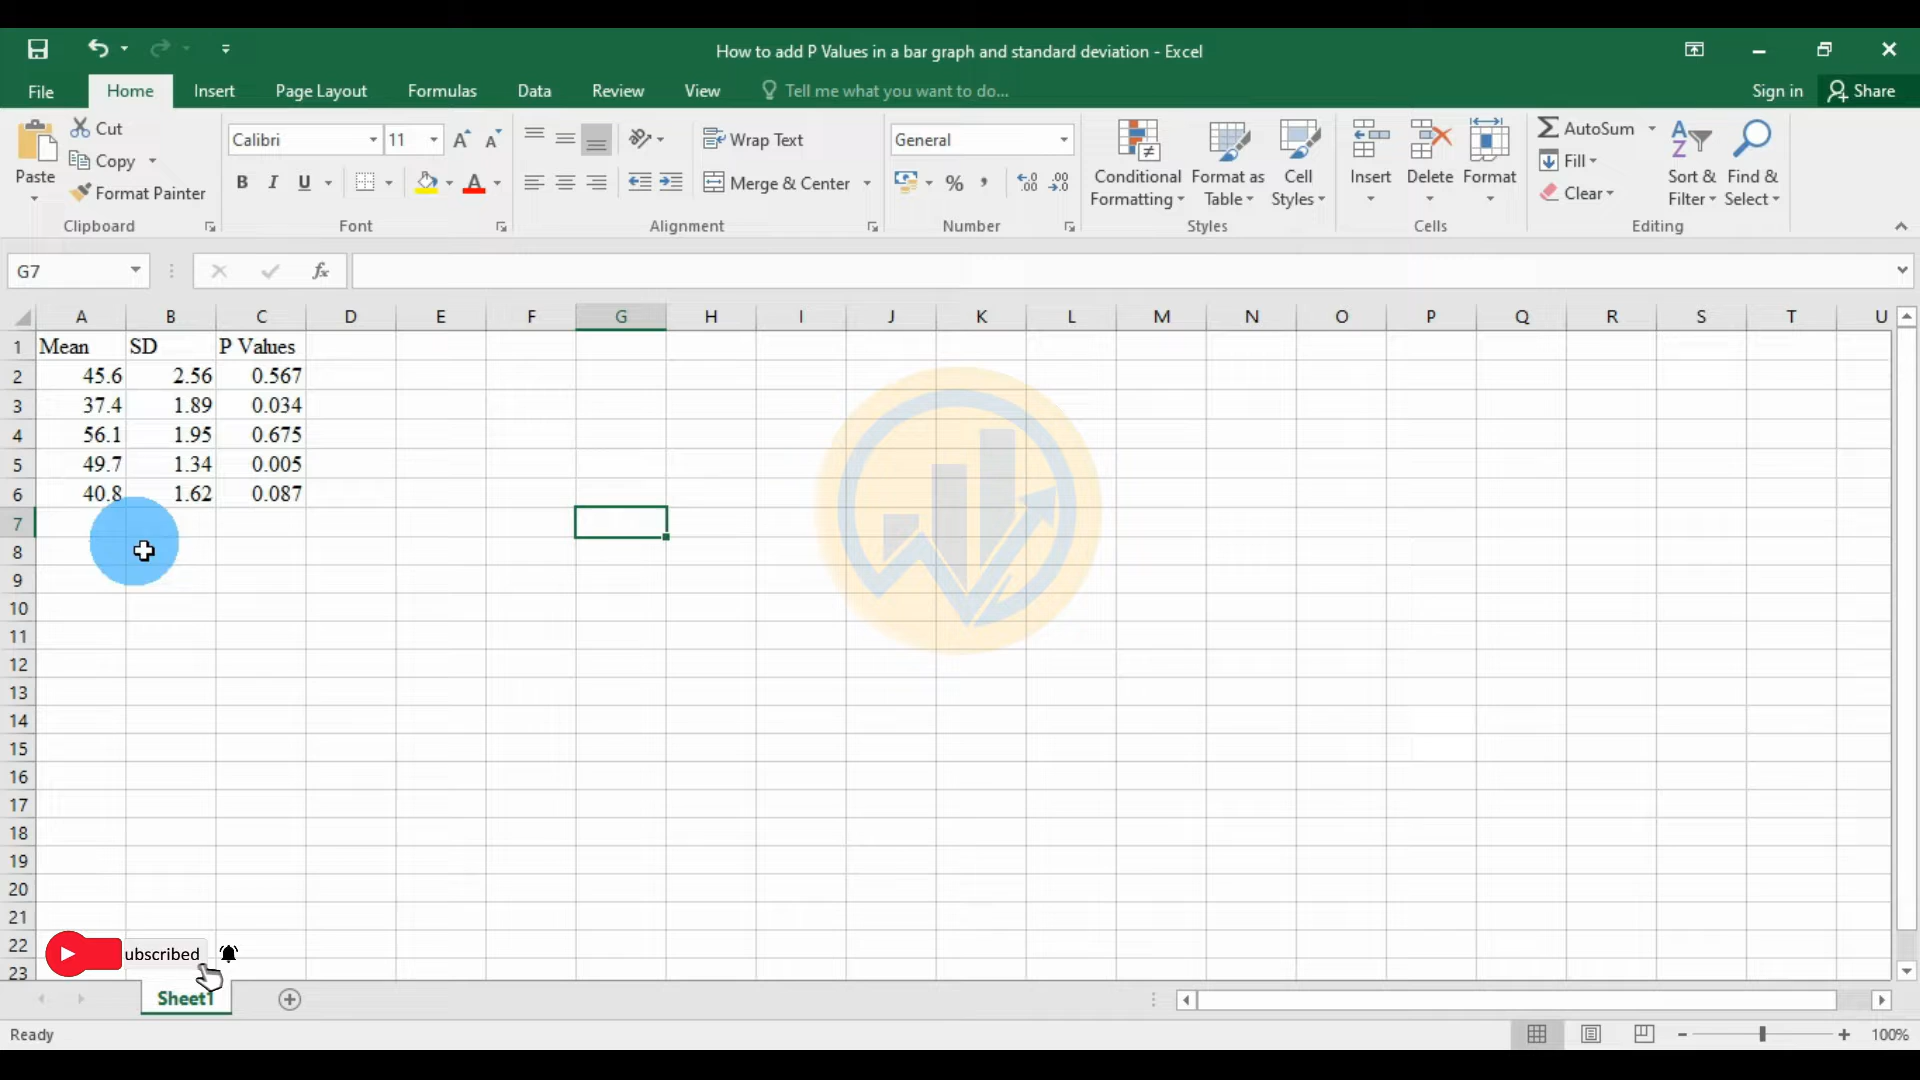 How to add P Values in a bar graph and standard deviation - Excel
File Home Insert Page Layout Formulas Data Review View Tell me what you want to do... Sign in Share
Cut
Copy
Format Painter
Paste
Clipboard
Calibri 11
B I U A
Font
Wrap Text
Merge & Center
Alignment
General
% ,
Number
Conditional Formatting
Format as Table
Cell Styles
Styles
Insert Delete Format
Cells
AutoSum
Fill
Clear
Sort & Filter
Find & Select
Editing
G7 fx
A B C D E F G H I J K L M N O P Q R S T U
1 Mean SD P Values
2 45.6 2.56 0.567
3 37.4 1.89 0.034
4 56.1 1.95 0.675
5 49.7 1.34 0.005
6 40.8 1.62 0.087
7
8
9
10
11
12
13
14
15
16
17
18
19
20
21
22
23
ubscribed
Sheet1
Ready 100%